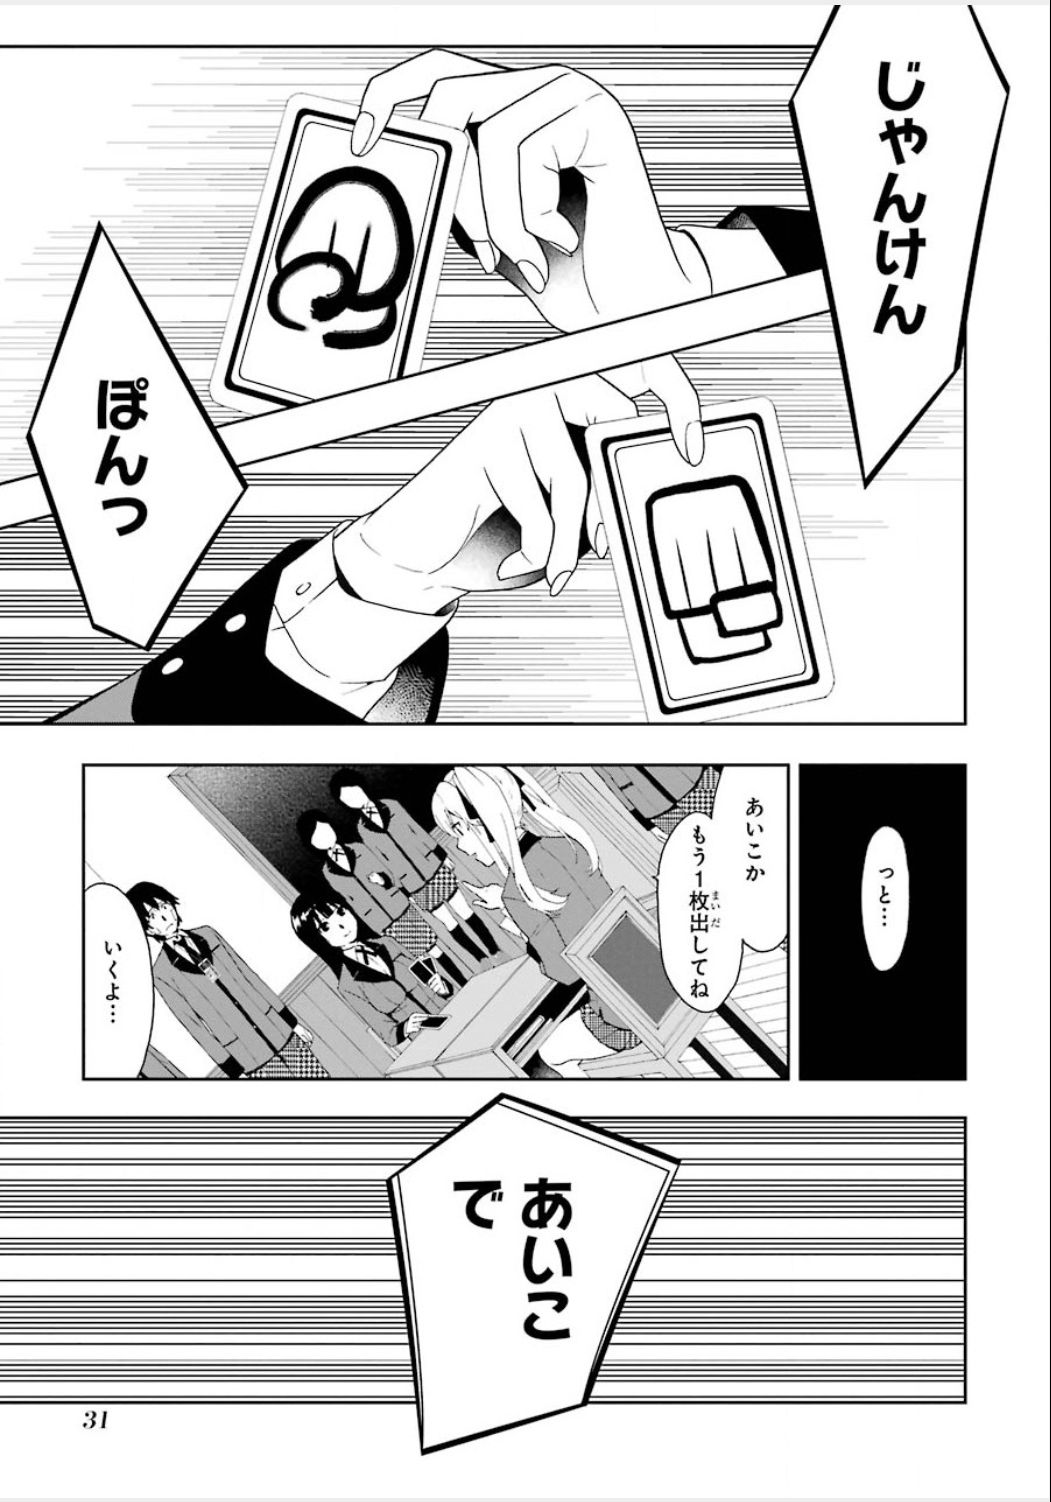 じゃんけん
ぽんっ
っと…
あいこか
もう1枚出してね
まいだ
いくよ…
あいこ
で
31